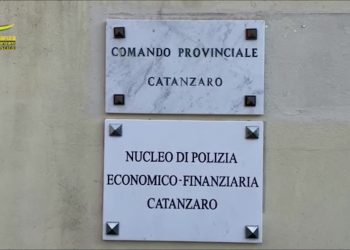 COMANDO PROVINCIALE
CATANZARO
NUCLEO DI POLIZIA
ECONOMICO-FINANZIARIA
CATANZARO